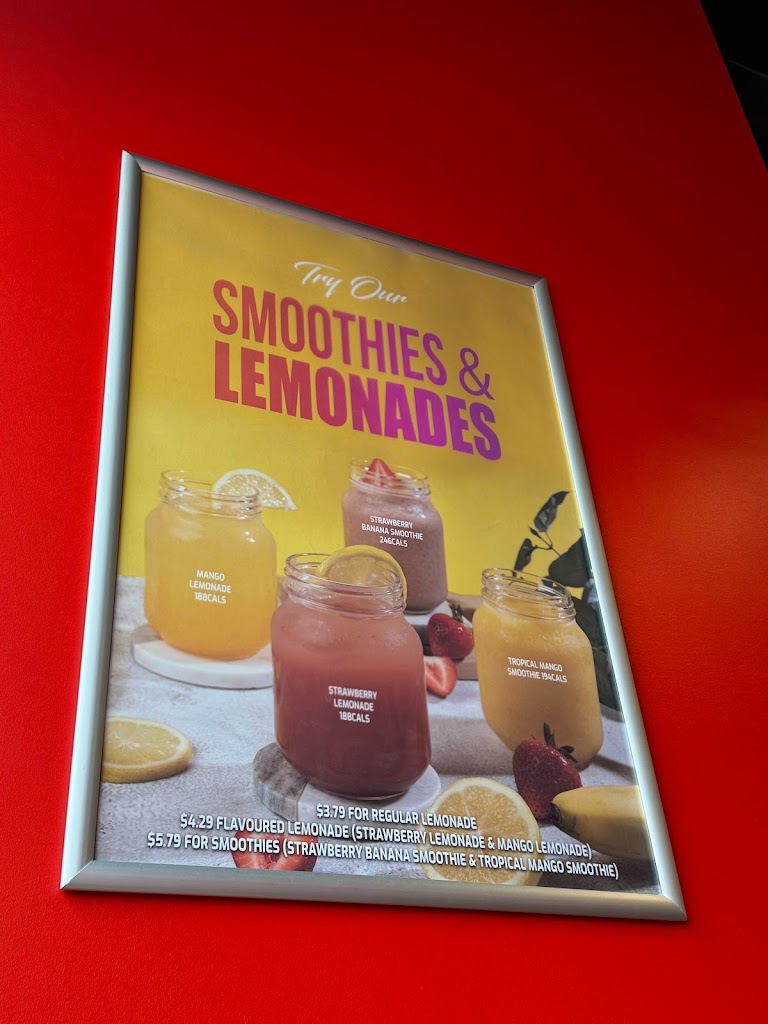 Try Our
SMOOTHIES &
LEMONADES
STRAWBERRY
BANANA SMOOTHIE
246CALS
MANGO
LEMONADE
188CALS
TROPICAL MANGO
SMOOTHIE 194CALS
STRAWBERRY
LEMONADE
188CALS
$3.79 FOR REGULAR LEMONADE
$4.29 FLAVOURED LEMONADE (STRAWBERRY LEMONADE & MANGO LEMONADE)
$5.79 FOR SMOOTHIES (STRAWBERRY BANANA SMOOTHIE & TROPICAL MANGO SMOOTHIE)